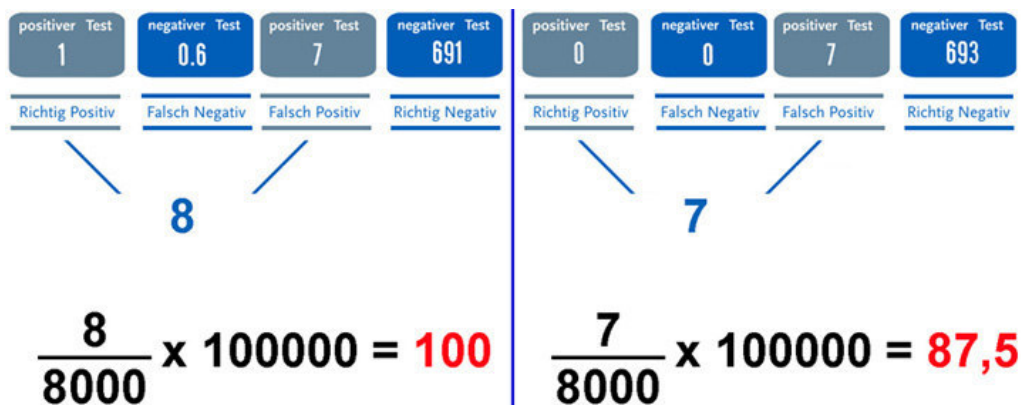 positiver Test
1
negativer Test
0.6
positiver Test
7
negativer Test
691
Richtig Positiv
Falsch Negativ
Falsch Positiv
Richtig Negativ
8
8
8000
x 100000 = 100
positiver Test
0
negativer Test
0
positiver Test
7
negativer Test
693
Richtig Positiv
Falsch Negativ
Falsch Positiv
Richtig Negativ
7
7
8000
x 100000 = 87,5